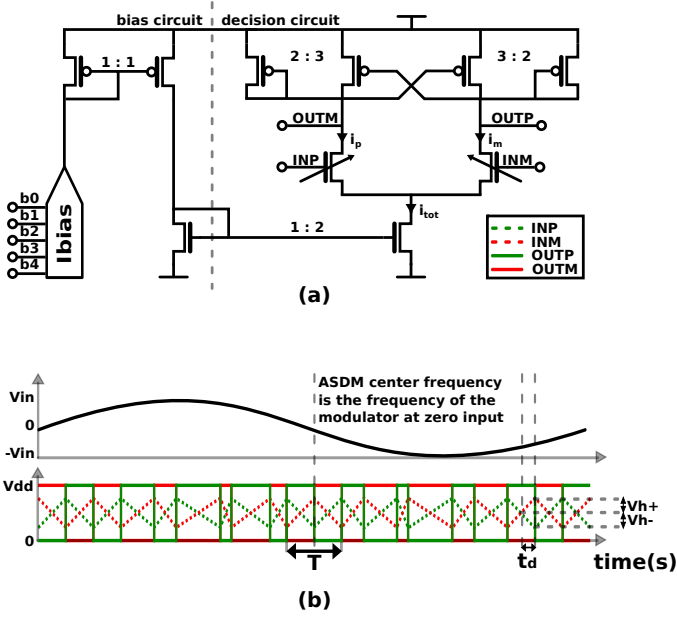 bias circuit decision circuit
1 : 1
2 : 3
3 : 2
OUTM
OUTP
ip
im
INP
INM
itot
b0
b1
b2
b3
b4
Ibias
1 : 2
INP
INM
OUTP
OUTM
(a)
ASDM center frequency
is the frequency of the
modulator at zero input
Vin
0
-Vin
Vdd
0
Vh+
Vh-
T
td
time(s)
(b)